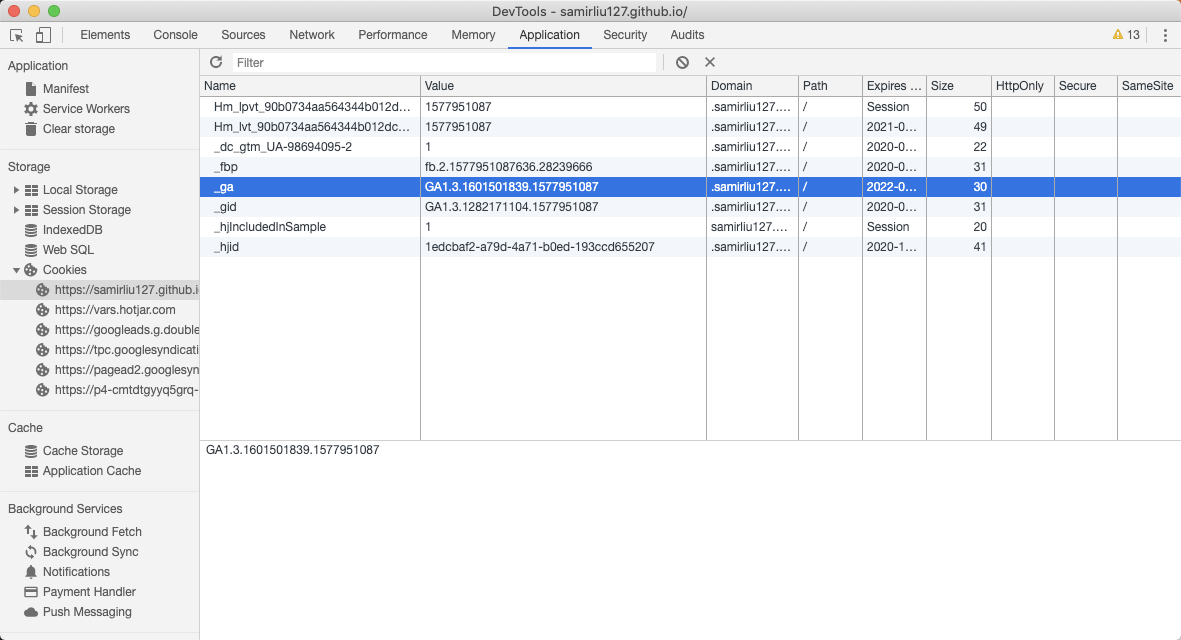 DevTools - samirliu127.github.io/
Elements Console Sources Network Performance Memory Application Security Audits 13
Application
Manifest
Service Workers
Clear storage
Storage
Local Storage
Session Storage
IndexedDB
Web SQL
Cookies
https://samirliu127.github.i
https://vars.hotjar.com
https://googleads.g.double
https://tpc.googlesyndicati
https://pagead2.googlesyn
https://p4-cmtdtgyyq5grq-
Cache
Cache Storage
Application Cache
Background Services
Background Fetch
Background Sync
Notifications
Payment Handler
Push Messaging
Filter
Name Value Domain Path Expires ... Size HttpOnly Secure SameSite
Hm_lpvt_90b0734aa564344b012d... 1577951087 .samirliu127.... / Session 50
Hm_lvt_90b0734aa564344b012dc... 1577951087 .samirliu127.... / 2021-0... 49
_dc_gtm_UA-98694095-2 1 .samirliu127.... / 2020-0... 22
_fbp fb.2.1577951087636.28239666 .samirliu127.... / 2020-0... 31
_ga GA1.3.1601501839.1577951087 .samirliu127.... / 2022-0... 30
_gid GA1.3.1282171104.1577951087 .samirliu127.... / 2020-0... 31
_hjIncludedInSample 1 samirliu127.... / Session 20
_hjid 1edcbaf2-a79d-4a71-b0ed-193ccd655207 .samirliu127.... / 2020-1... 41
GA1.3.1601501839.1577951087